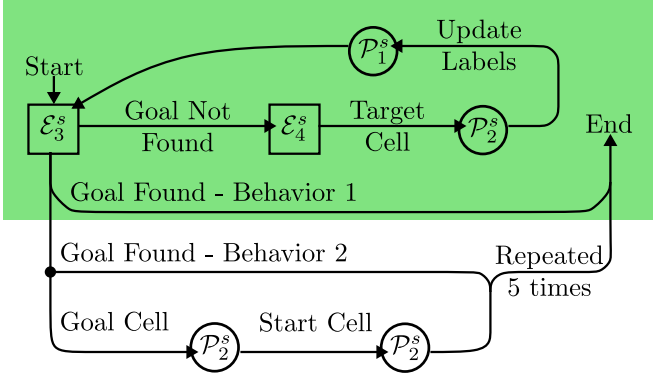 Update
Labels
𝒫₁ˢ
Start
Goal Not
Found
Target
Cell
ℰ₃ˢ
ℰ₄ˢ
𝒫₂ˢ
End
Goal Found - Behavior 1
Goal Found - Behavior 2
Repeated
5 times
Goal Cell
Start Cell
𝒫₂ˢ
𝒫₂ˢ